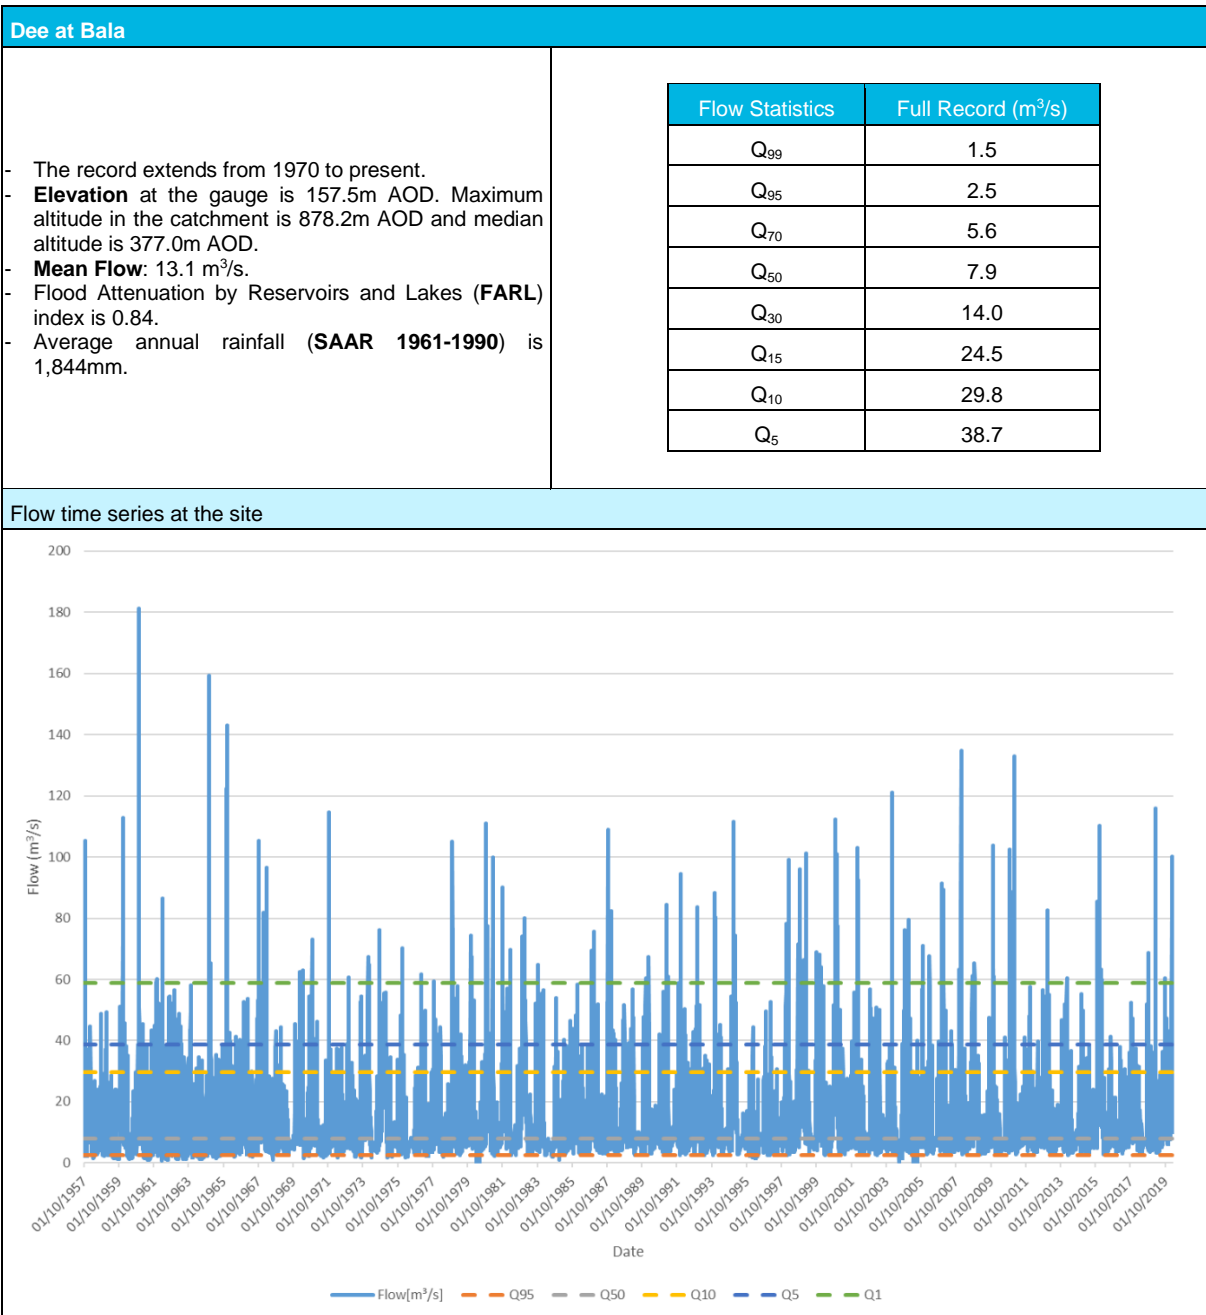 Dee at Bala
- The record extends from 1970 to present.
- Elevation at the gauge is 157.5m AOD. Maximum
altitude in the catchment is 878.2m AOD and median
altitude is 377.0m AOD.
- Mean Flow: 13.1 m³/s.
- Flood Attenuation by Reservoirs and Lakes (FARL)
index is 0.84.
- Average annual rainfall (SAAR 1961-1990) is
1,844mm.
Flow Statistics Full Record (m³/s)
Q₉₉ 1.5
Q₉₅ 2.5
Q₇₀ 5.6
Q₅₀ 7.9
Q₃₀ 14.0
Q₁₅ 24.5
Q₁₀ 29.8
Q₅ 38.7
Flow time series at the site
200
180
160
140
120
100
80
60
40
20
0
Flow (m³/s)
01/10/1957
01/10/1959
01/10/1961
01/10/1963
01/10/1965
01/10/1967
01/10/1969
01/10/1971
01/10/1973
01/10/1975
01/10/1977
01/10/1979
01/10/1981
01/10/1983
01/10/1985
01/10/1987
01/10/1989
01/10/1991
01/10/1993
01/10/1995
01/10/1997
01/10/1999
01/10/2001
01/10/2003
01/10/2005
01/10/2007
01/10/2009
01/10/2011
01/10/2013
01/10/2015
01/10/2017
01/10/2019
Date
Flow[m³/s] Q95 Q50 Q10 Q5 Q1